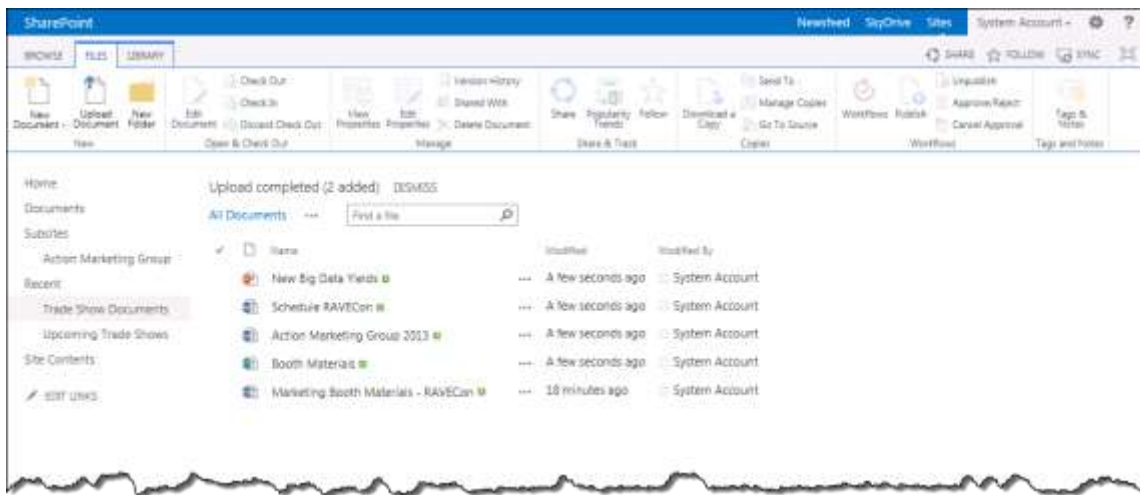 SharePoint Newsfeed SkyDrive Sites System Account ?
BROWSE FILES LIBRARY SHARE FOLLOW SYNC
New Document
Upload Document
New Folder
New
Edit Document
Check Out
Check In
Discard Check Out
Open & Check Out
View Properties
Edit Properties
Version History
Shared With
Delete Document
Manage
Share
Popularity Trends
Follow
Share & Track
Download a Copy
Send To
Manage Copies
Go To Source
Copies
Workflows
Publish
Unpublish
Approve/Reject
Cancel Approval
Workflows
Tags & Notes
Tags and Notes
Home
Documents
Subsites
Action Marketing Group
Recent
Trade Show Documents
Upcoming Trade Shows
Site Contents
EDIT LINKS
Upload completed (2 added) DISMISS
All Documents ... Find a file
Name Modified Modified By
New Big Data Yields ... A few seconds ago System Account
Schedule RAVECon ... A few seconds ago System Account
Action Marketing Group 2013 ... A few seconds ago System Account
Booth Materials ... A few seconds ago System Account
Marketing Booth Materials - RAVECon ... 18 minutes ago System Account